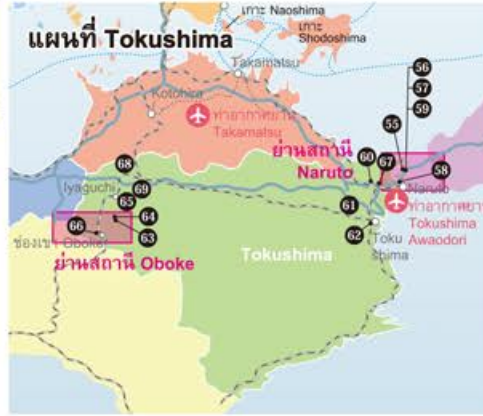 แผนที่ Tokushima
เกาะ Naoshima
เกาะ Shodoshima
Takamatsu
Kotohira
ท่าอากาศยาน
Takamatsu
56
57
59
55
ย่านสถานี
Naruto
60
67
58
Naruto
ท่าอากาศยาน
Tokushima
Awaodori
68
Iyaguchi
69
65
64
66
63
ช่องเขา Oboke
ย่านสถานี Oboke
61
62
Toku
shima
Tokushima